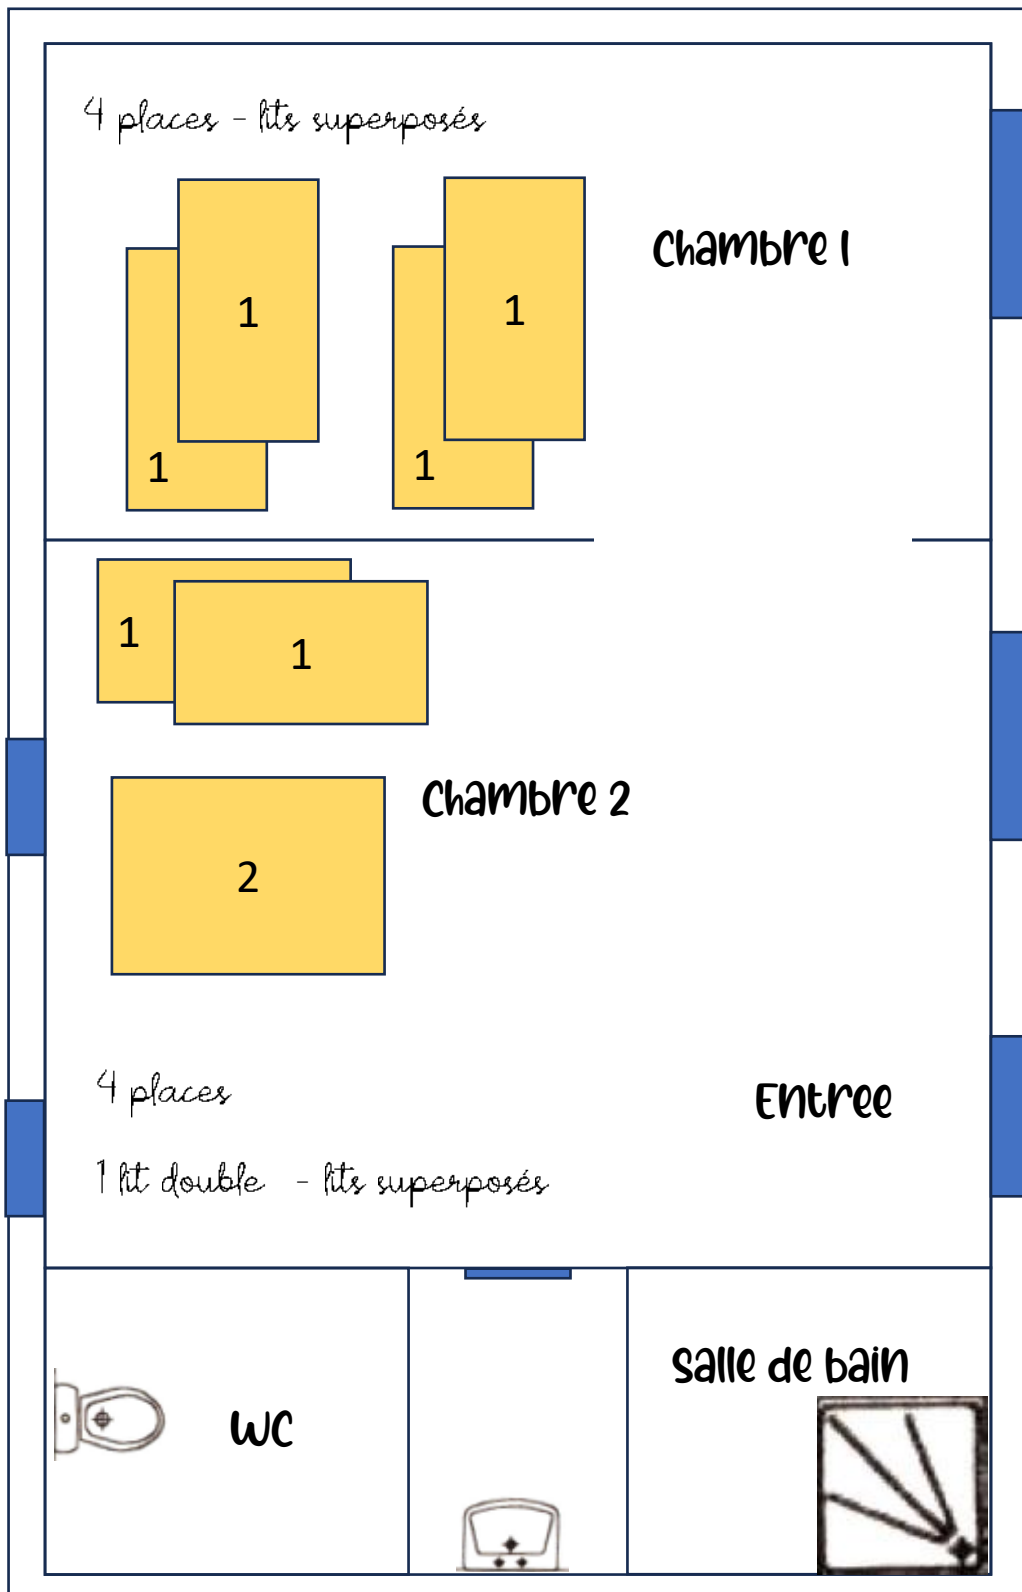 4 places - lits superposés
Chambre 1
1
1
1
1
1
1
Chambre 2
2
4 places
Entree
1 lit double - lits superposés
salle de bain
WC